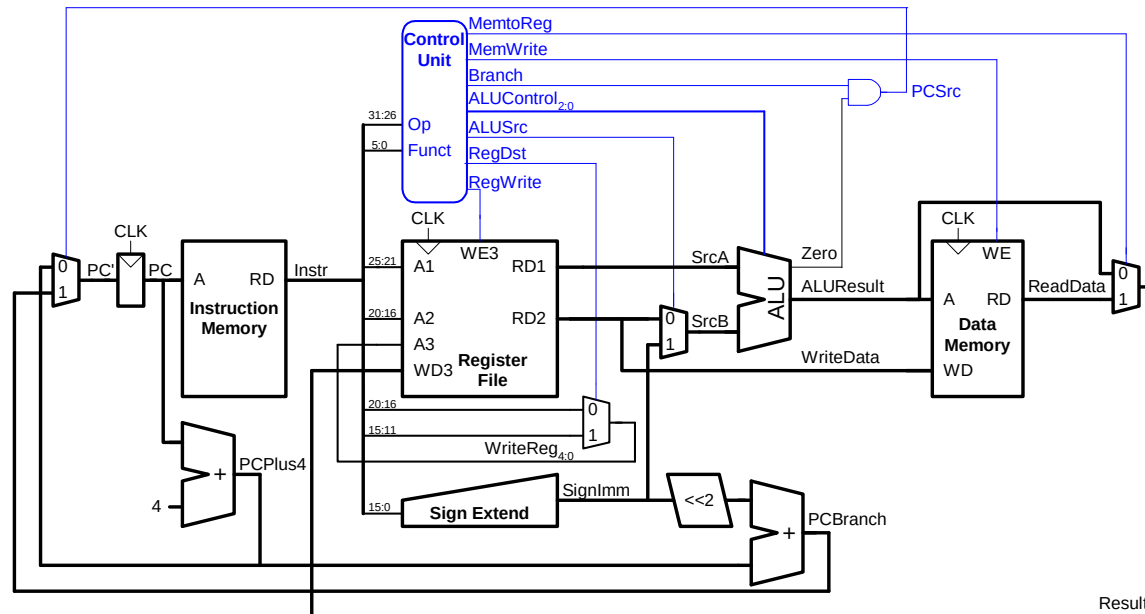 MemtoReg
Control
Unit
MemWrite
Branch
PCSrc
ALUControl2:0
31:26
Op
ALUSrc
5:0
Funct
RegDst
RegWrite
CLK
CLK
CLK
WE3
WE
Zero
0
1
PC'
PC
A
RD
Instr
Instruction
Memory
25:21
A1
RD1
SrcA
ALU
ALUResult
A
RD
ReadData
0
1
20:16
A2
RD2
0
1
SrcB
A3
Register
File
WD3
Data
Memory
WriteData
WD
20:16
0
15:11
1
WriteReg4:0
PCPlus4
+
4
SignImm
15:0
Sign Extend
<<2
+
PCBranch
Result